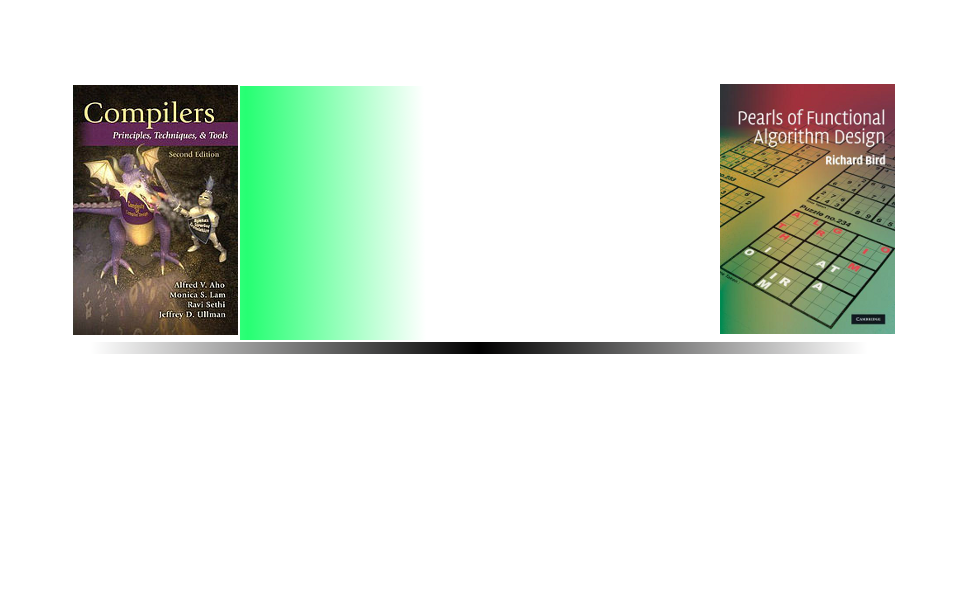 Compilers
Principles, Techniques, & Tools
Second Edition
Alfred V. Aho
Monica S. Lam
Ravi Sethi
Jeffrey D. Ullman
Pearls of Functional
Algorithm Design
Richard Bird
Puzzle no.234
CAMBRIDGE